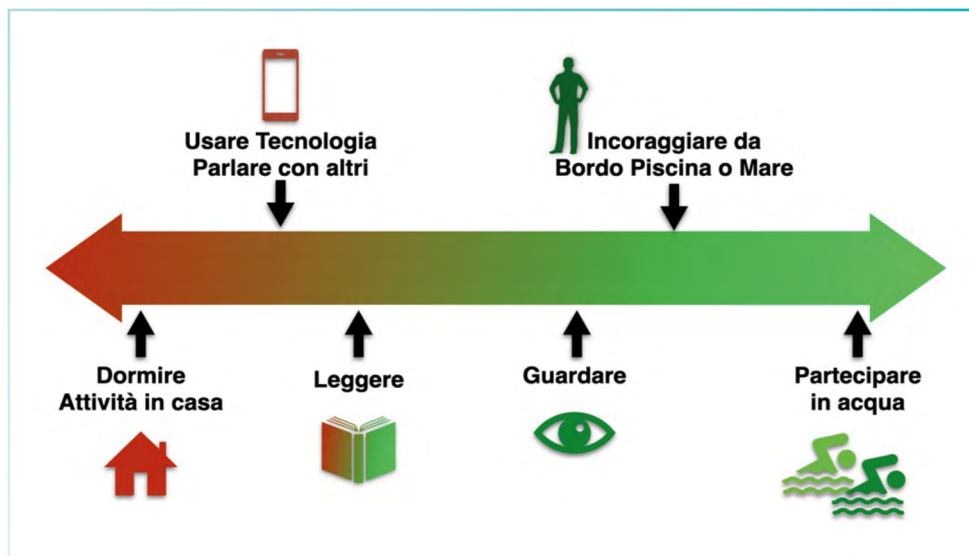 Usare Tecnologia
Parlare con altri
Incoraggiare da
Bordo Piscina o Mare
Dormire
Attività in casa
Leggere
Guardare
Partecipare
in acqua